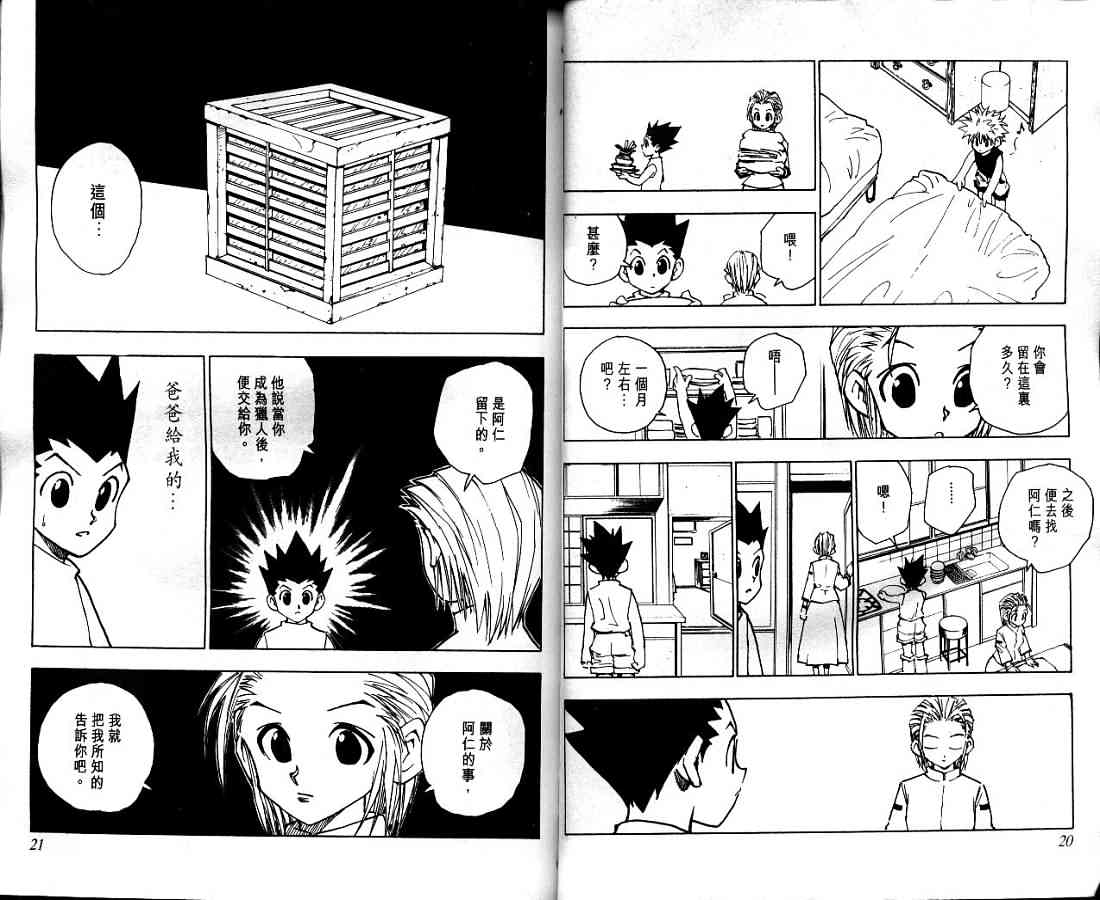 喂！
甚麼？
你會
留在這裏
多久？
唔
一個月
左右…
吧？
之後
便去找
阿仁嗎？
……
嗯！
20
這個…
是阿仁
留下的。
他說當你
成為獵人後，
便交給你。
爸爸給我的…
關於
阿仁的事，
我就
把我所知的
告訴你吧。
21